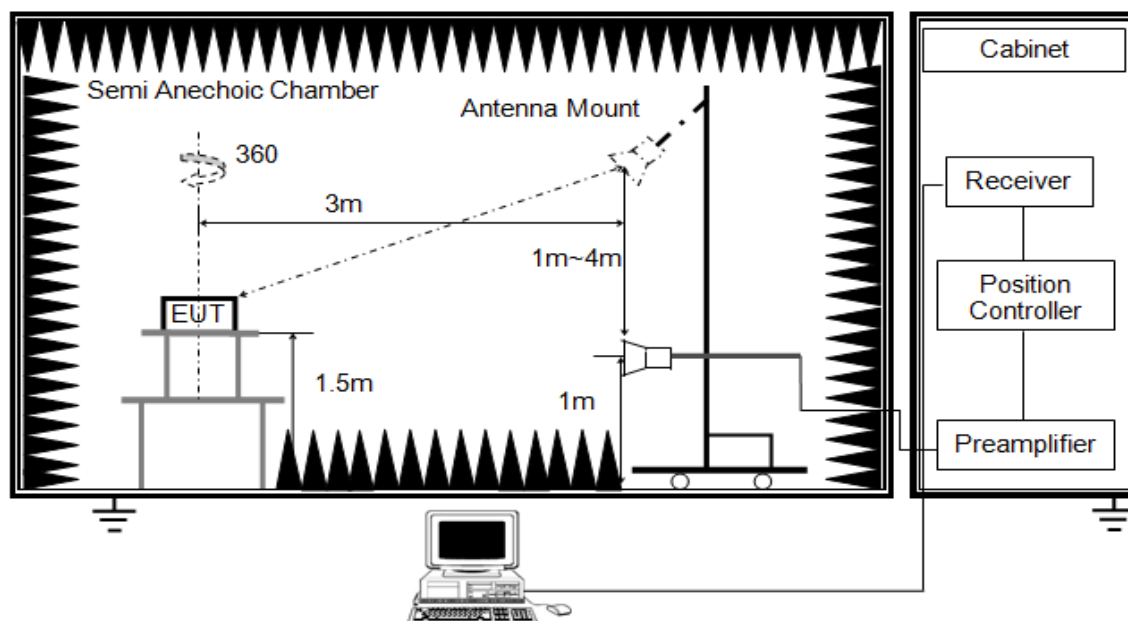 Cabinet
Semi Anechoic Chamber
Antenna Mount
360
Receiver
3m
1m~4m
Position
Controller
EUT
1.5m
1m
Preamplifier